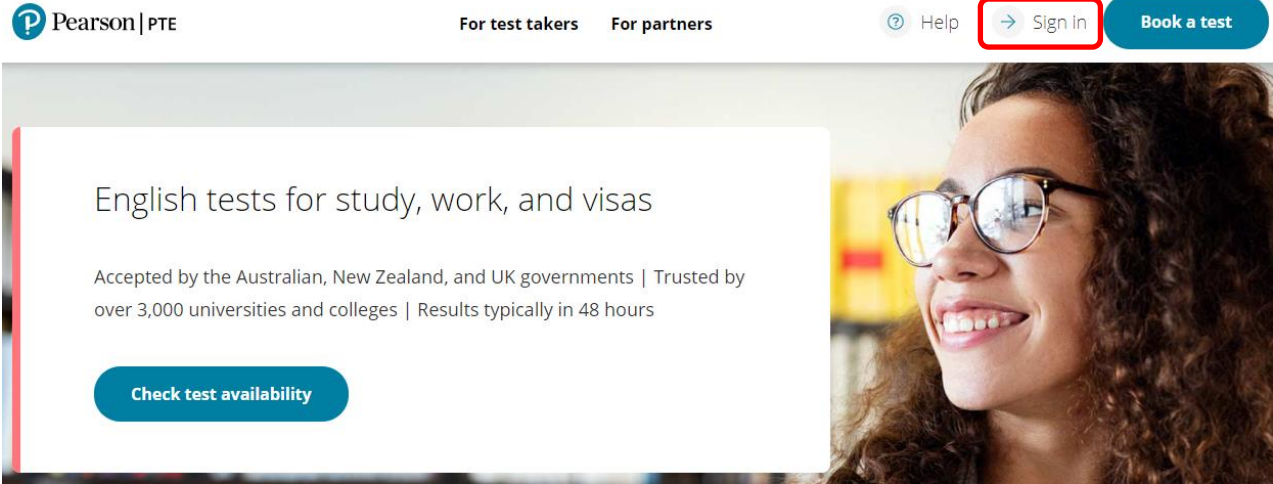 Pearson | PTE
For test takers
For partners
Help
Sign in
Book a test
English tests for study, work, and visas
Accepted by the Australian, New Zealand, and UK governments | Trusted by
over 3,000 universities and colleges | Results typically in 48 hours
Check test availability